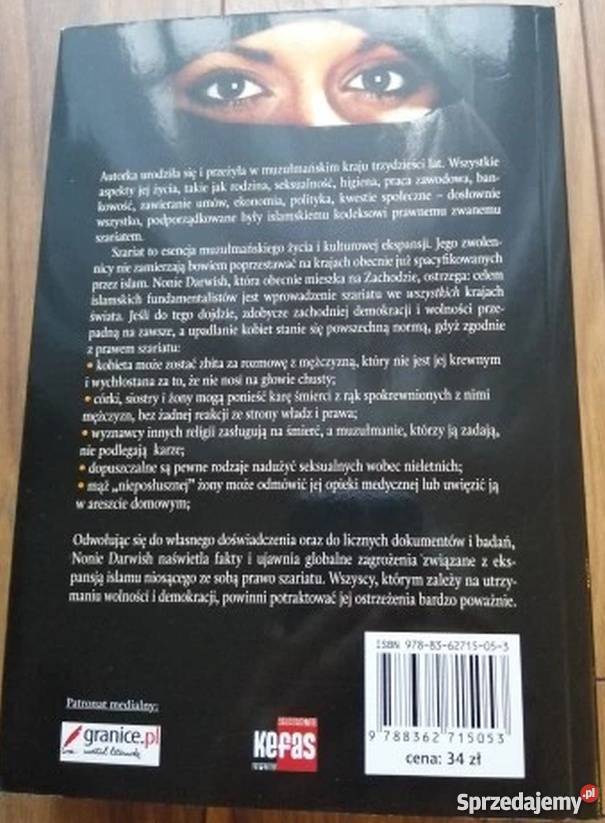 Autorka urodziła się i przeżyła w muzułmańskim kraju trzydzieści lat. Wszystkie
aspekty jej życia, takie jak rodzina, seksualność, higiena, praca zawodowa, ban-
kowość, zawieranie umów, ekonomia, polityka, kwestie społeczne – dosłownie
wszystko, podporządkowane były islamskiemu kodeksowi prawnemu zwanemu
szariatem.
Szariat to esencja muzułmańskiego życia i kulturowej ekspansji. Jego zwolen-
nicy nie zamierzają bowiem poprzestawać na krajach obecnie już spacyfikowanych
przez islam. Nonie Darwish, która obecnie mieszka na Zachodzie, ostrzega: celem
islamskich fundamentalistów jest wprowadzenie szariatu we wszystkich krajach
świata. Jeśli do tego dojdzie, zdobycze zachodniej demokracji i wolności prze-
padną na zawsze, a upadlanie kobiet stanie się powszechną normą, gdyż zgodnie
z prawem szariatu:
• kobieta może zostać zbita za rozmowę z mężczyzną, który nie jest jej krewnym
i wychłostana za to, że nie nosi na głowie chusty;
• córki, siostry i żony mogą ponieść karę śmierci z rąk spokrewnionych z nimi
mężczyzn, bez żadnej reakcji ze strony władz i prawa;
• wyznawcy innych religii zasługują na śmierć, a muzułmanie, którzy ją zadają,
nie podlegają karze;
• dopuszczalne są pewne rodzaje nadużyć seksualnych wobec nieletnich;
• mąż „nieposłusznej” żony może odmówić jej opieki medycznej lub uwięzić ją
w areszcie domowym;
Odwołując się do własnego doświadczenia oraz do licznych dokumentów i badań,
Nonie Darwish naświetla fakty i ujawnia globalne zagrożenia związane z eks-
pansją islamu niosącego ze sobą prawo szariatu. Wszyscy, którym zależy na utrzy-
maniu wolności i demokracji, powinni potraktować jej ostrzeżenia bardzo poważnie.
ISBN 978-83-62715-05-3
Patronat medialny:
granice.pl
kefas
9 788362 715053
cena: 34 zł
Sprzedajemy.pl